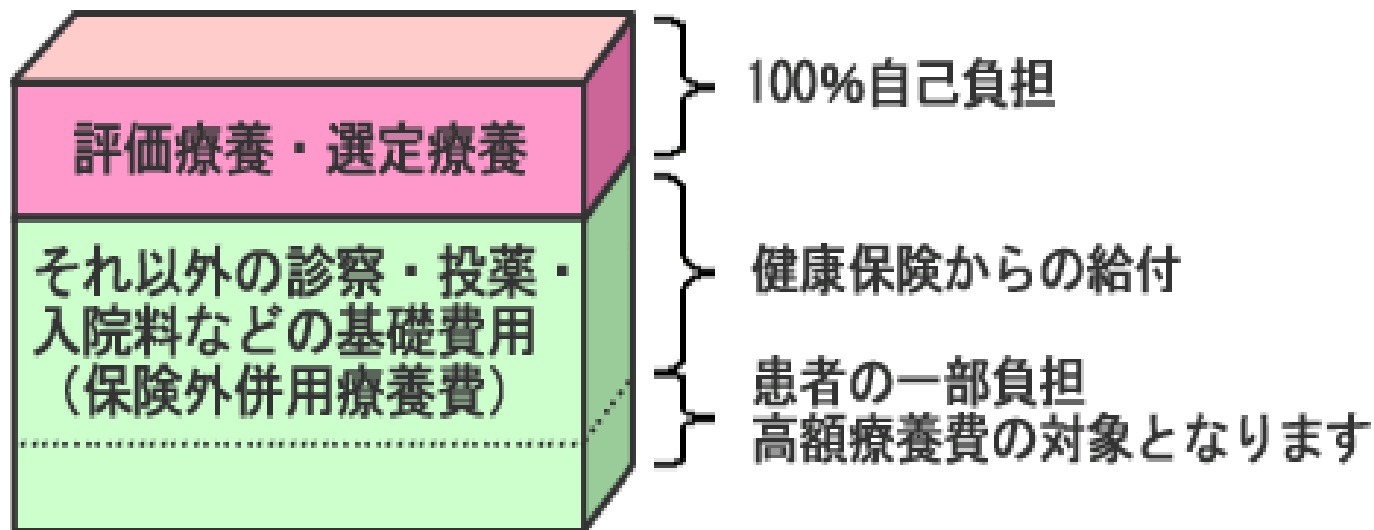 評価療養・選定療養
それ以外の診察・投薬・
入院料などの基礎費用
（保険外併用療養費）
100％自己負担
健康保険からの給付
患者の一部負担
高額療養費の対象となります